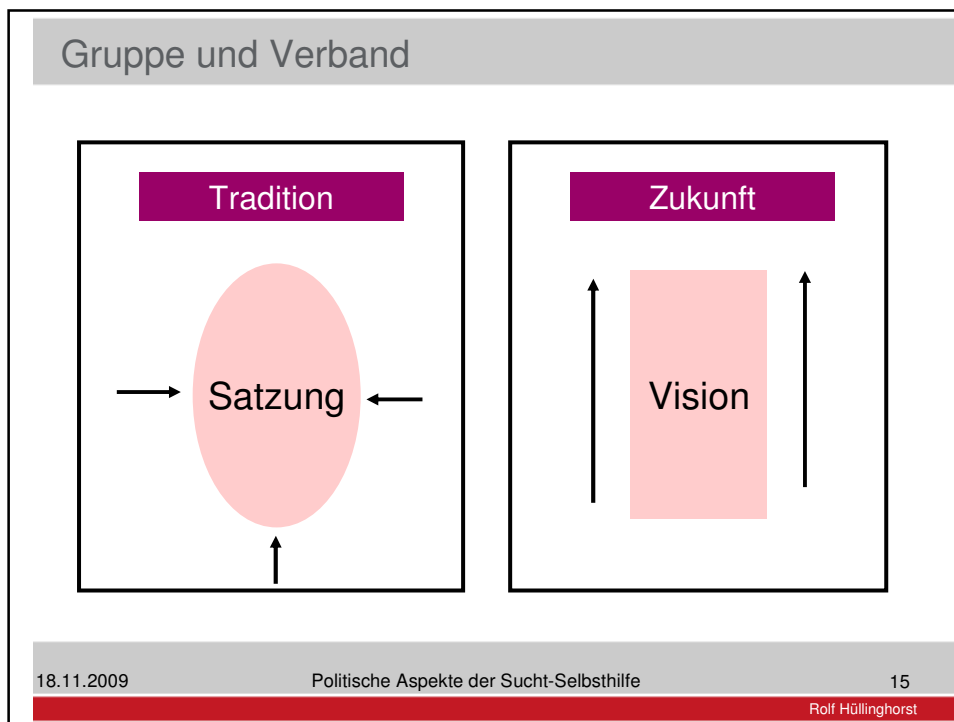 Gruppe und Verband
Tradition
Satzung
Zukunft
Vision
18.11.2009 Politische Aspekte der Sucht-Selbsthilfe 15
Rolf Hüllinghorst